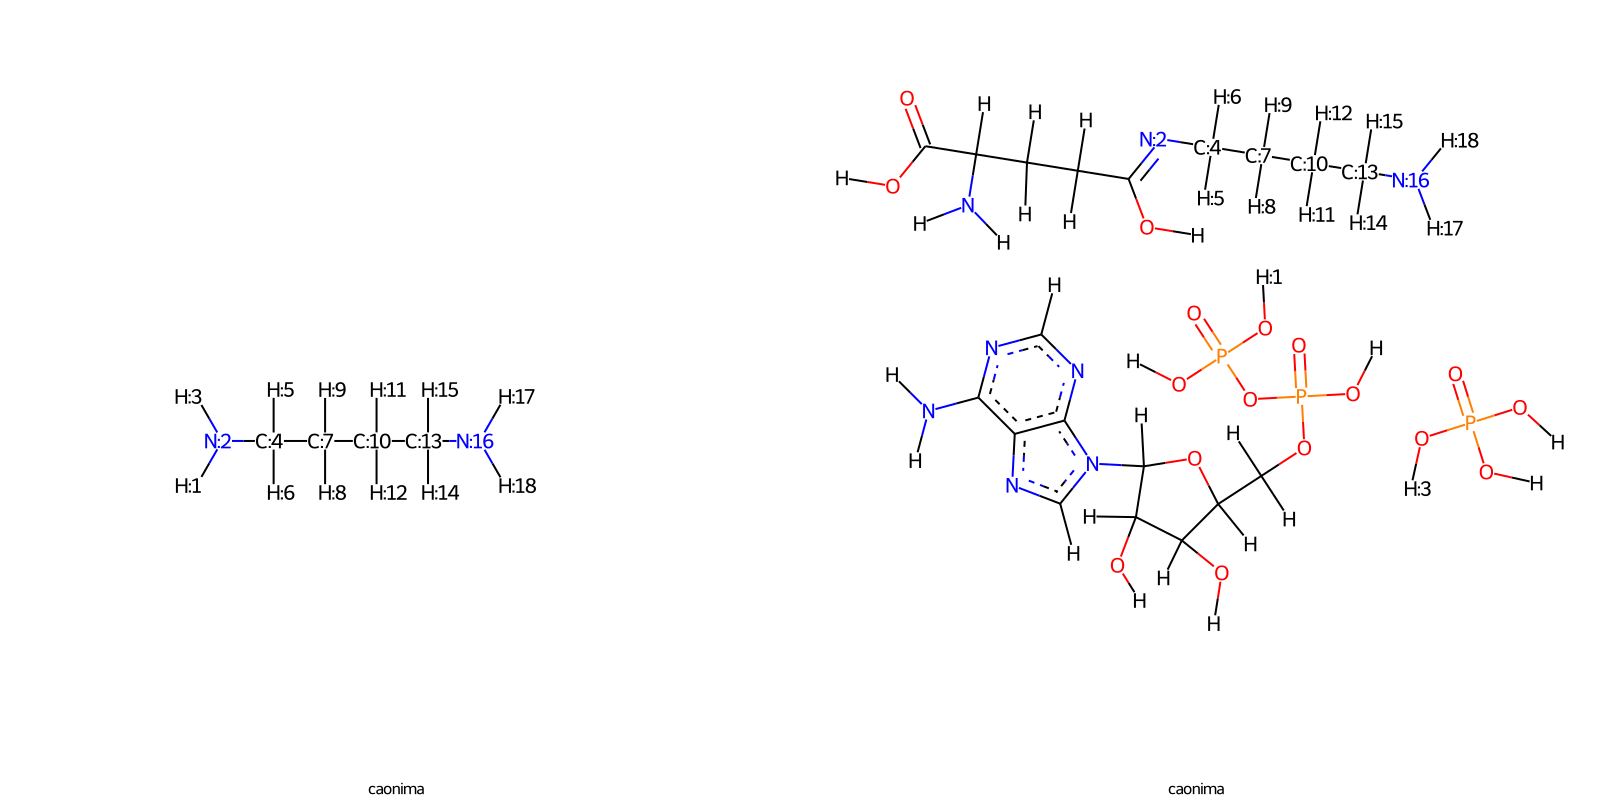 H:3 H:5 H:9 H:11 H:15 H:17
N:2 C:4 C:7 C:10 C:13 N:16
H:1 H:6 H:8 H:12 H:14 H:18
caonima
O H H H H:6 H:9 H:12 H:15
N:2 C:4 C:7 C:10 C:13 N:16 H:18
H O N H H H:5 H:8 H:11 H:14 H:17
H H O H
H H:1
O O
N P O H
H N H O O P O H O
N H H O P O
H N O O O H
N H:3 O H
H H
H H
O H O
H H
caonima